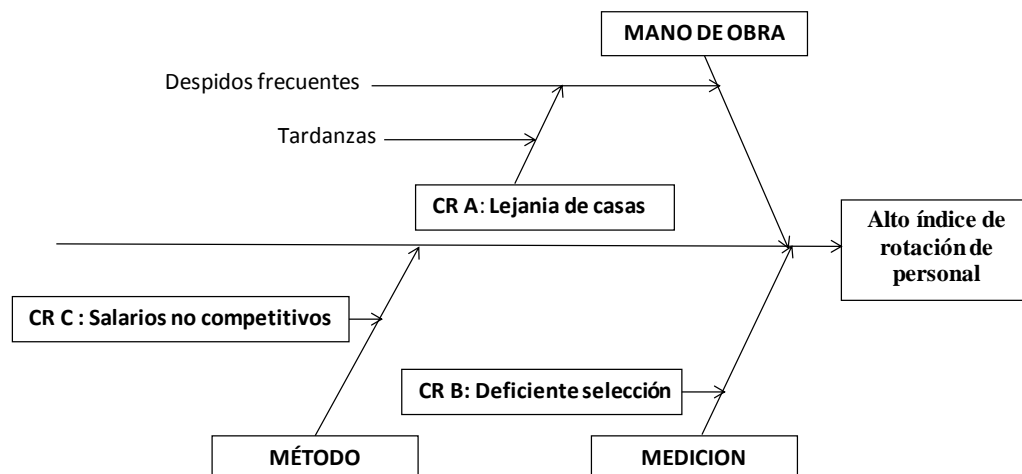 MANO DE OBRA
Despidos frecuentes
Tardanzas
CR A: Lejania de casas
Alto índice de
rotación de
personal
CR C : Salarios no competitivos
CR B: Deficiente selección
MÉTODO
MEDICION